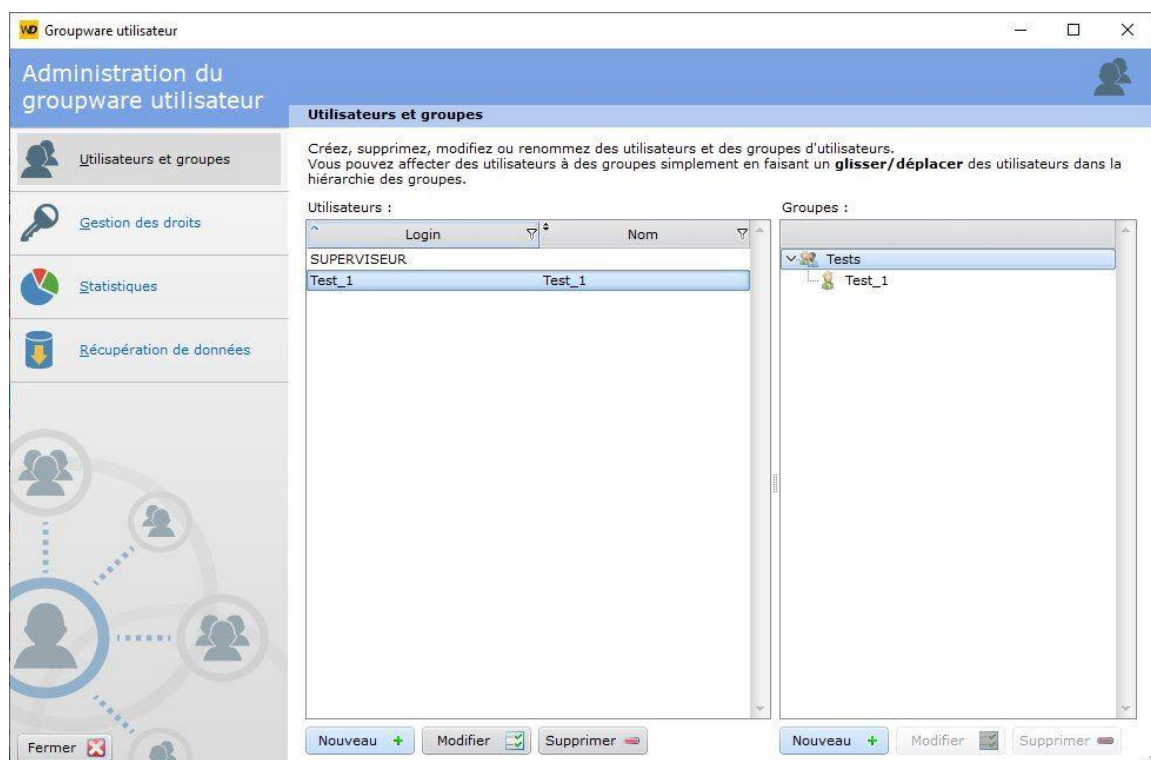 WD Groupware utilisateur
Administration du
groupware utilisateur
Utilisateurs et groupes
Gestion des droits
Statistiques
Récupération de données
Fermer
Utilisateurs et groupes
Créez, supprimez, modifiez ou renommez des utilisateurs et des groupes d'utilisateurs.
Vous pouvez affecter des utilisateurs à des groupes simplement en faisant un glisser/déplacer des utilisateurs dans la
hiérarchie des groupes.
Utilisateurs :
Login Nom
SUPERVISEUR
Test_1 Test_1
Nouveau Modifier Supprimer
Groupes :
Tests
Test_1
Nouveau Modifier Supprimer